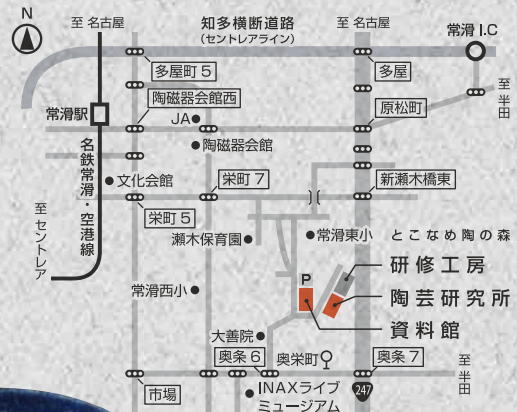 N
至 名古屋
知多横断道路
(セントレアライン)
至 名古屋
常滑 I.C
多屋町 5
多屋
至
半田
陶磁器会館西
常滑駅
JA
原松町
陶磁器会館
名鉄常滑・空港線
文化会館
栄町 7
新瀬木橋東
至 セントレア
栄町 5
瀬木保育園
常滑東小
とこなめ陶の森
研修工房
P
常滑西小
陶芸研究所
資料館
大善院
奥条 6
奥栄町
奥条 7
至
半田
市場
INAXライブ
ミュージアム
247